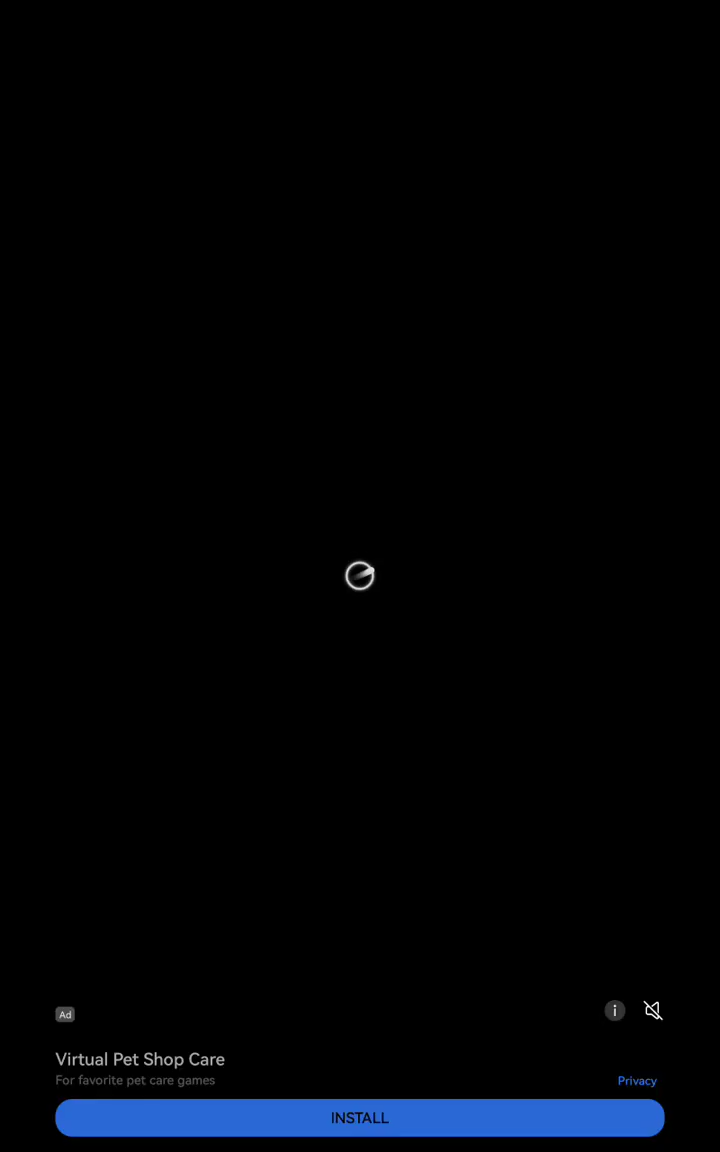 Ad
Virtual Pet Shop Care
For favorite pet care games
Privacy
INSTALL